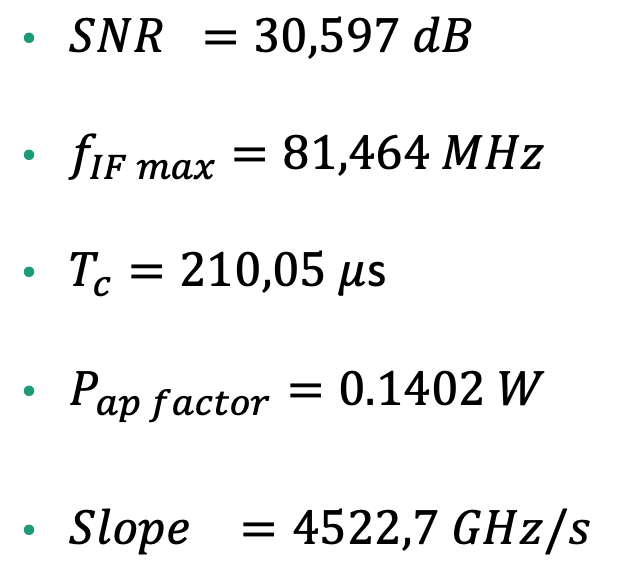 • SNR = 30,597 dB
• f_IF max = 81,464 MHz
• T_c = 210,05 μs
• P_ap factor = 0.1402 W
• Slope = 4522,7 GHz/s